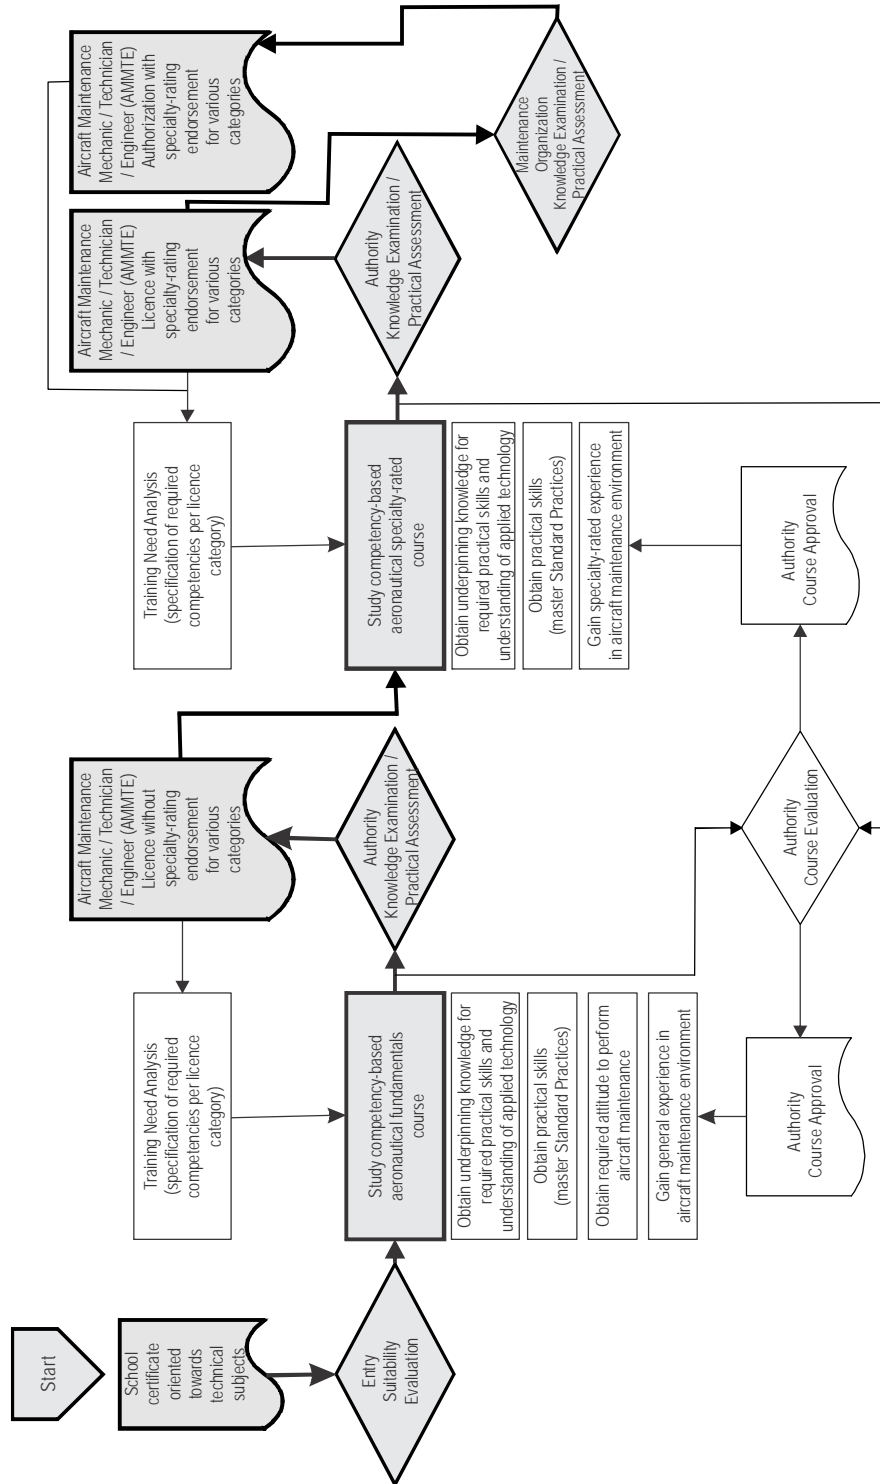 Start
School
certificate
oriented
towards
technical
subjects
Entry
Suitability
Evaluation
Training Need Analysis
(specification of required
competencies per licence
category)
Study competency-based
aeronautical fundamentals
course
Obtain underpinning knowledge for
required practical skills and
understanding of applied technology
Obtain practical skills
(master Standard Practices)
Obtain required attitude to perform
aircraft maintenance
Gain general experience in
aircraft maintenance environment
Authority
Course Approval
Aircraft Maintenance
Mechanic / Technician
/ Engineer (AMMTE)
Licence without
specialty-rating
endorsement
for various
categories
Authority
Knowledge Examination /
Practical Assessment
Authority
Course Evaluation
Training Need Analysis
(specification of required
competencies per licence
category)
Study competency-based
aeronautical specialty-rated
course
Obtain underpinning knowledge for
required practical skills and
understanding of applied technology
Obtain practical skills
(master Standard Practices)
Gain specialty-rated experience
in aircraft maintenance environment
Authority
Course Approval
Aircraft Maintenance
Mechanic / Technician
/ Engineer (AMMTE)
Licence with
specialty-rating
endorsement
for various
categories
Authority
Knowledge Examination /
Practical Assessment
Aircraft Maintenance
Mechanic / Technician
/ Engineer (AMMTE)
Authorization with
specialty-rating
endorsement
for various
categories
Maintenance
Organization
Knowledge Examination /
Practical Assessment